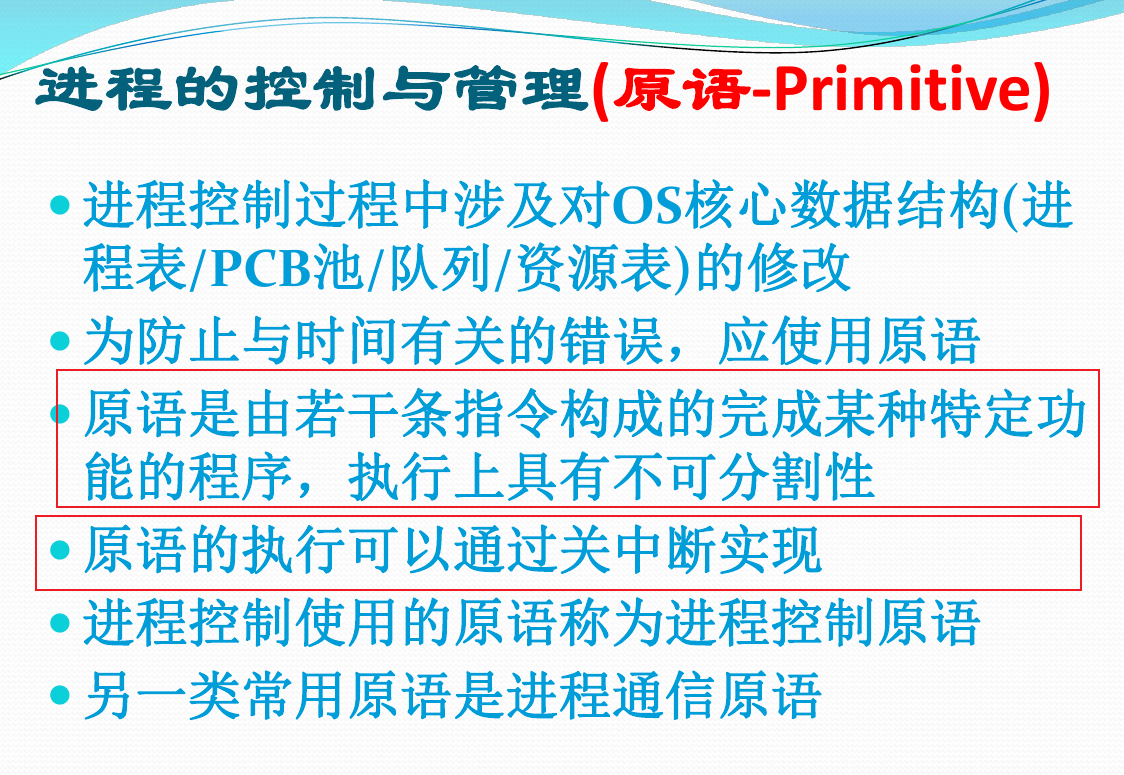 进程的控制与管理(原语-Primitive)
进程控制过程中涉及对OS核心数据结构(进
程表/PCB池/队列/资源表)的修改
为防止与时间有关的错误，应使用原语
原语是由若干条指令构成的完成某种特定功
能的程序，执行上具有不可分割性
原语的执行可以通过关中断实现
进程控制使用的原语称为进程控制原语
另一类常用原语是进程通信原语